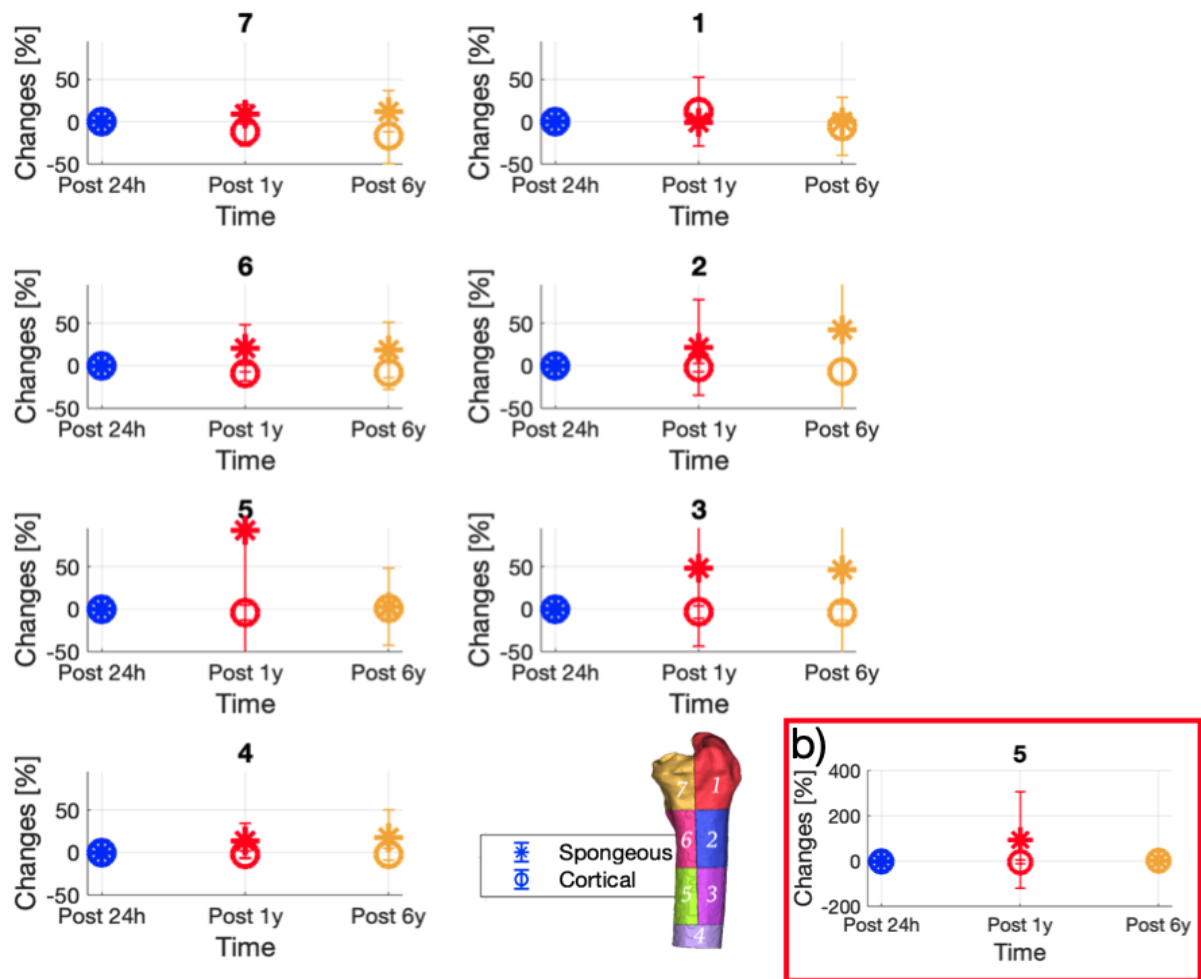 7
Changes [%]
50
0
-50
Post 24h Post 1y Post 6y
Time
1
Changes [%]
50
0
-50
Post 24h Post 1y Post 6y
Time
6
Changes [%]
50
0
-50
Post 24h Post 1y Post 6y
Time
2
Changes [%]
50
0
-50
Post 24h Post 1y Post 6y
Time
5
Changes [%]
50
0
-50
Post 24h Post 1y Post 6y
Time
3
Changes [%]
50
0
-50
Post 24h Post 1y Post 6y
Time
4
Changes [%]
50
0
-50
Post 24h Post 1y Post 6y
Time
Spongeous
Cortical
7 1
6 2
5 3
4
b)
5
Changes [%]
400
200
0
-200
Post 24h Post 1y Post 6y
Time